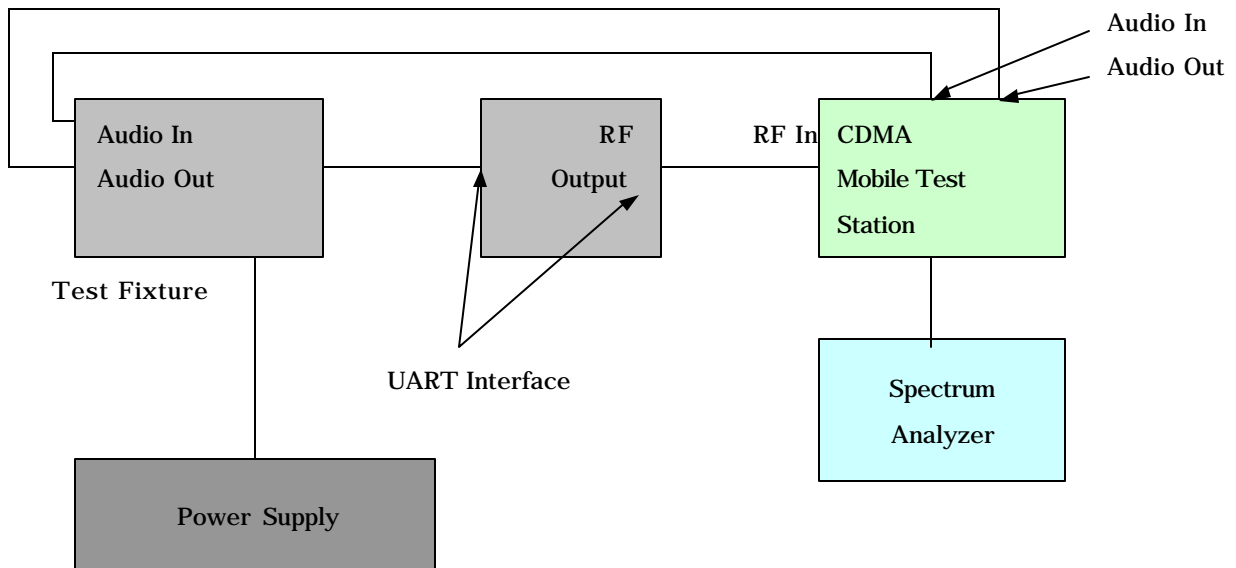 Audio In
Audio Out
Audio In
Audio Out
RF
Output
RF In
CDMA
Mobile Test
Station
Test Fixture
UART Interface
Spectrum
Analyzer
Power Supply